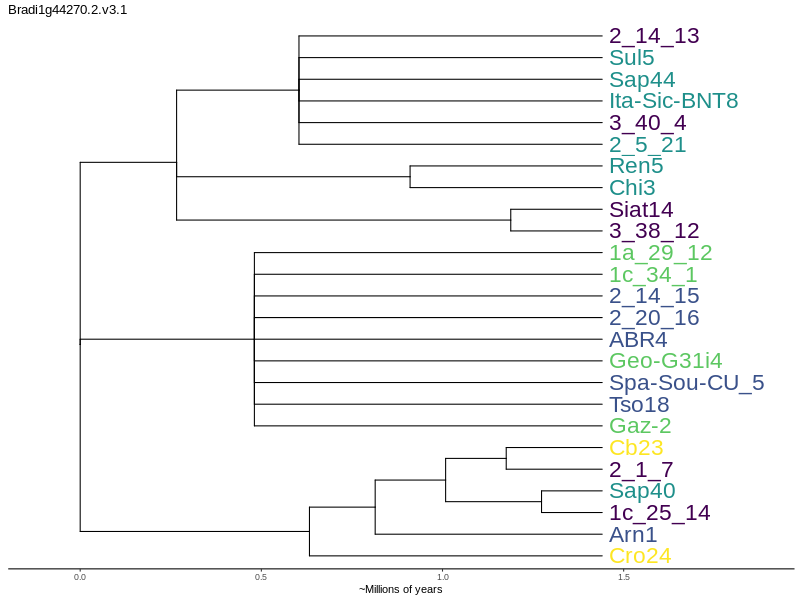 Bradi1g44270.2.v3.1
2_14_13
Sul5
Sap44
Ita-Sic-BNT8
3_40_4
2_5_21
Ren5
Chi3
Siat14
3_38_12
1a_29_12
1c_34_1
2_14_15
2_20_16
ABR4
Geo-G31i4
Spa-Sou-CU_5
Tso18
Gaz-2
Cb23
2_1_7
Sap40
1c_25_14
Arn1
Cro24
0.0 0.5 1.0 1.5
~Millions of years